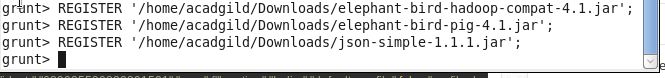 grunt> REGISTER '/home/acadgild/Downloads/elephant-bird-hadoop-compat-4.1.jar';
grunt> REGISTER '/home/acadgild/Downloads/elephant-bird-pig-4.1.jar';
grunt> REGISTER '/home/acadgild/Downloads/json-simple-1.1.1.jar';
grunt>